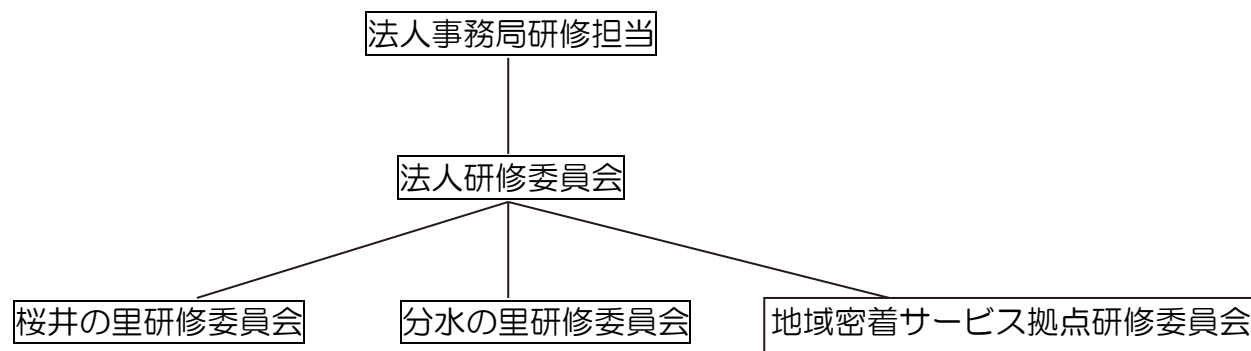 法人事務局研修担当
法人研修委員会
桜井の里研修委員会
分水の里研修委員会
地域密着サービス拠点研修委員会